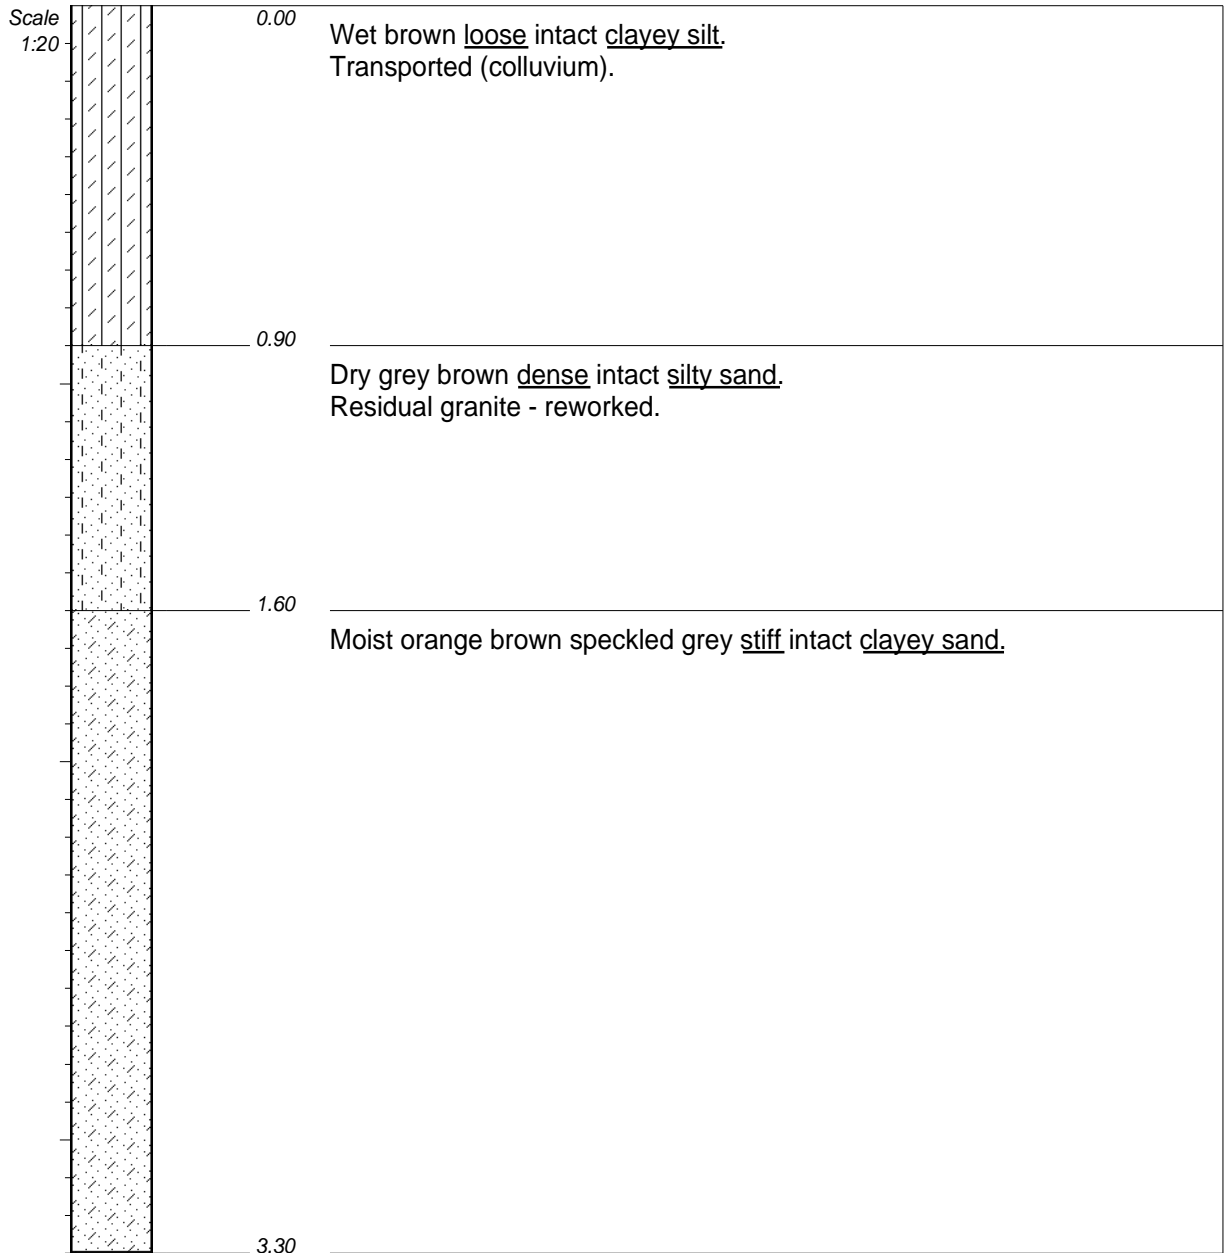 Scale
1:20
0.00
Wet brown loose intact clayey silt.
Transported (colluvium).
0.90
Dry grey brown dense intact silty sand.
Residual granite - reworked.
1.60
Moist orange brown speckled grey stiff intact clayey sand.
3.30